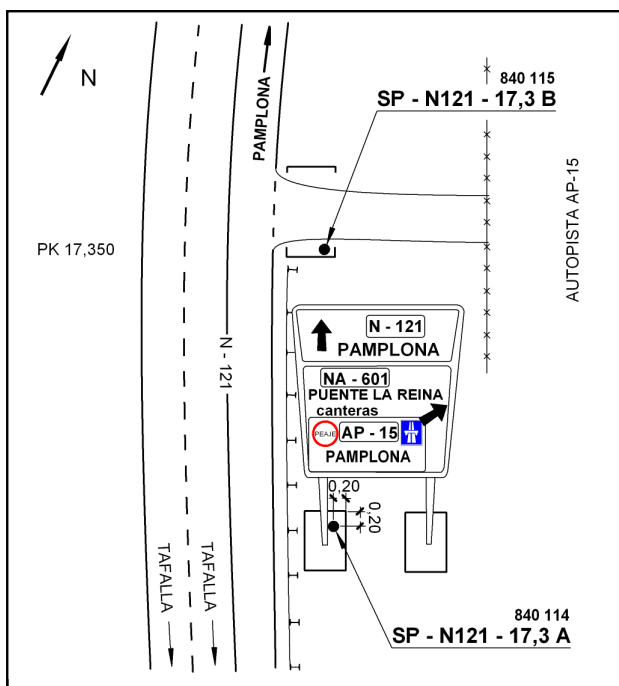 N
PAMPLONA
840 115
SP - N121 - 17,3 B
AUTOPISTA AP-15
PK 17,350
N - 121
N - 121
PAMPLONA
NA - 601
PUENTE LA REINA
canteras
PEAJE
AP - 15
PAMPLONA
0,20
0,20
TAFALLA
TAFALLA
840 114
SP - N121 - 17,3 A